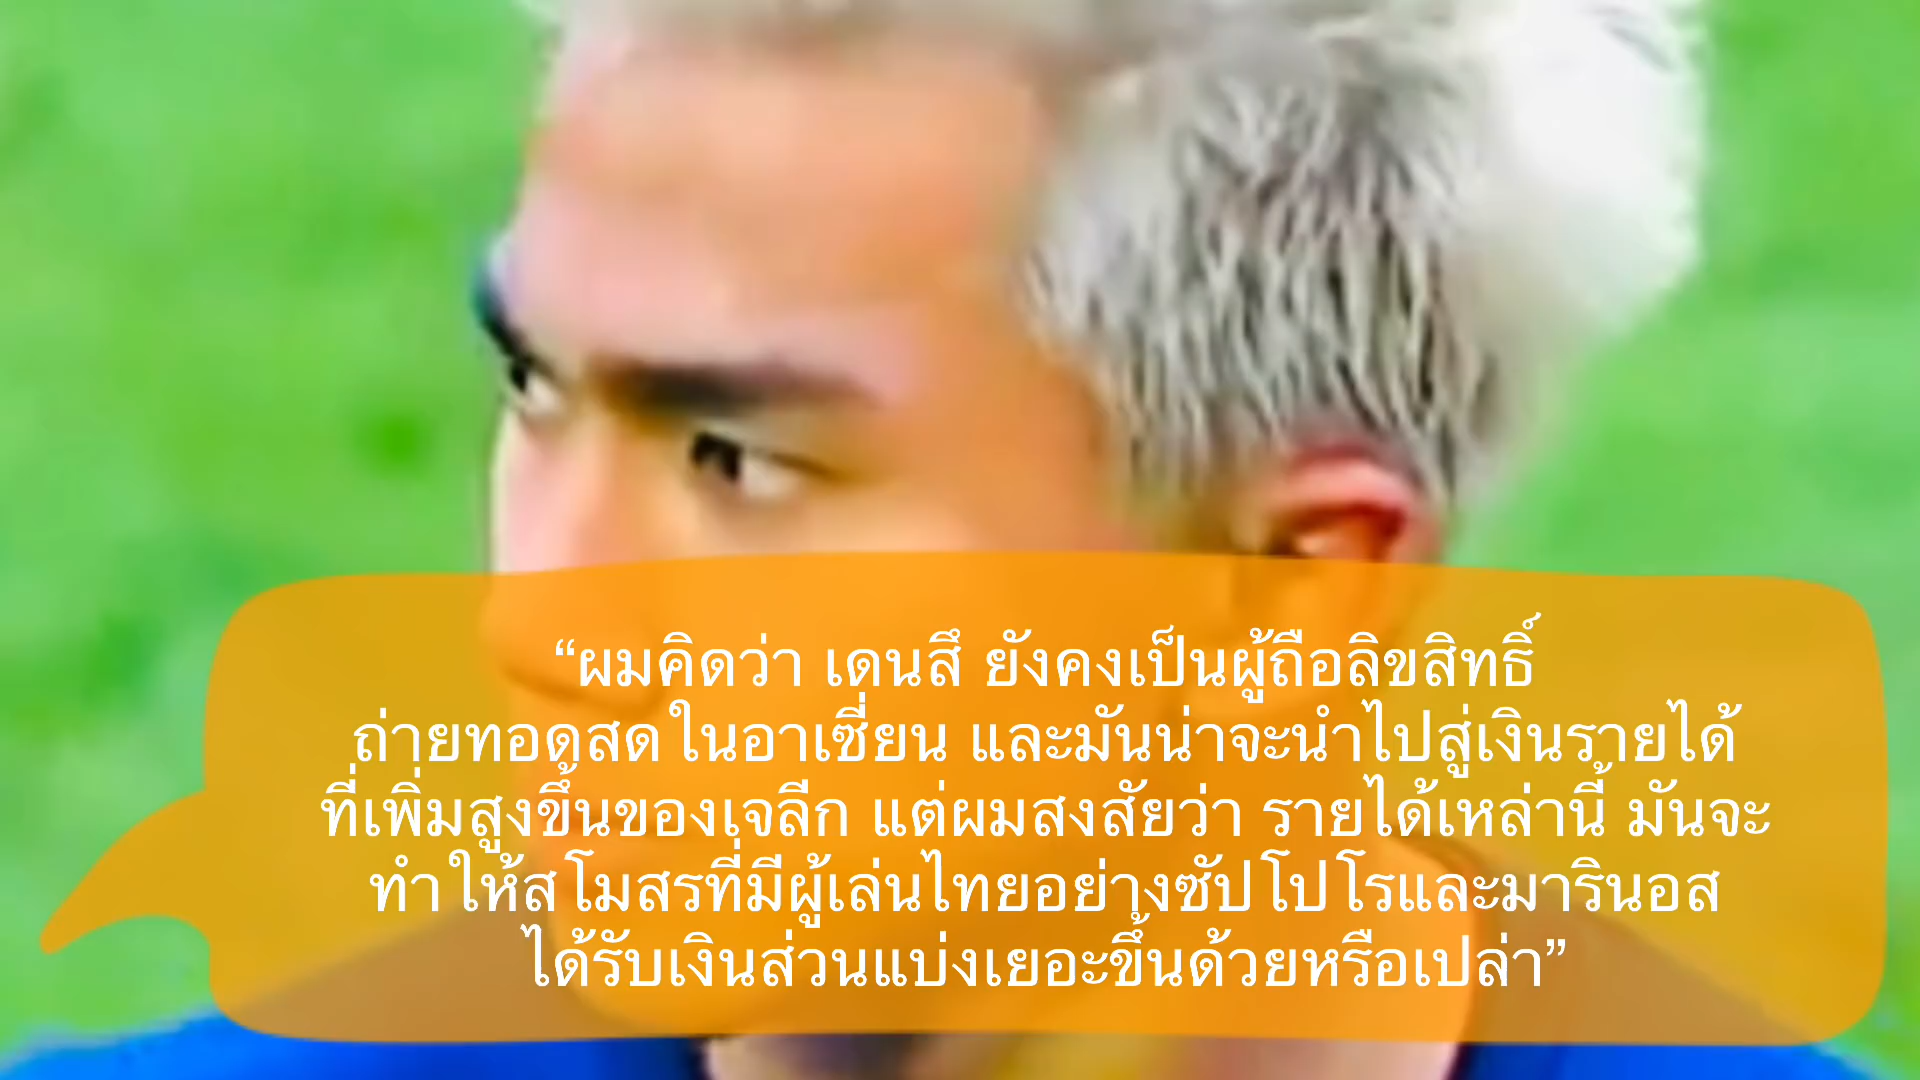 “ผมคิดว่า เดนสึ ยังคงเป็นผู้ถือลิขสิทธิ์
ถ่ายทอดสดในอาเซี่ยน และมันน่าจะนำไปสู่เงินรายได้
ที่เพิ่มสูงขึ้นของเจลีก แต่ผมสงสัยว่า รายได้เหล่านี้ มันจะ
ทำให้สโมสรที่มีผู้เล่นไทยอย่างซัปโปโรและมารินอส
ได้รับเงินส่วนแบ่งเยอะขึ้นด้วยหรือเปล่า”